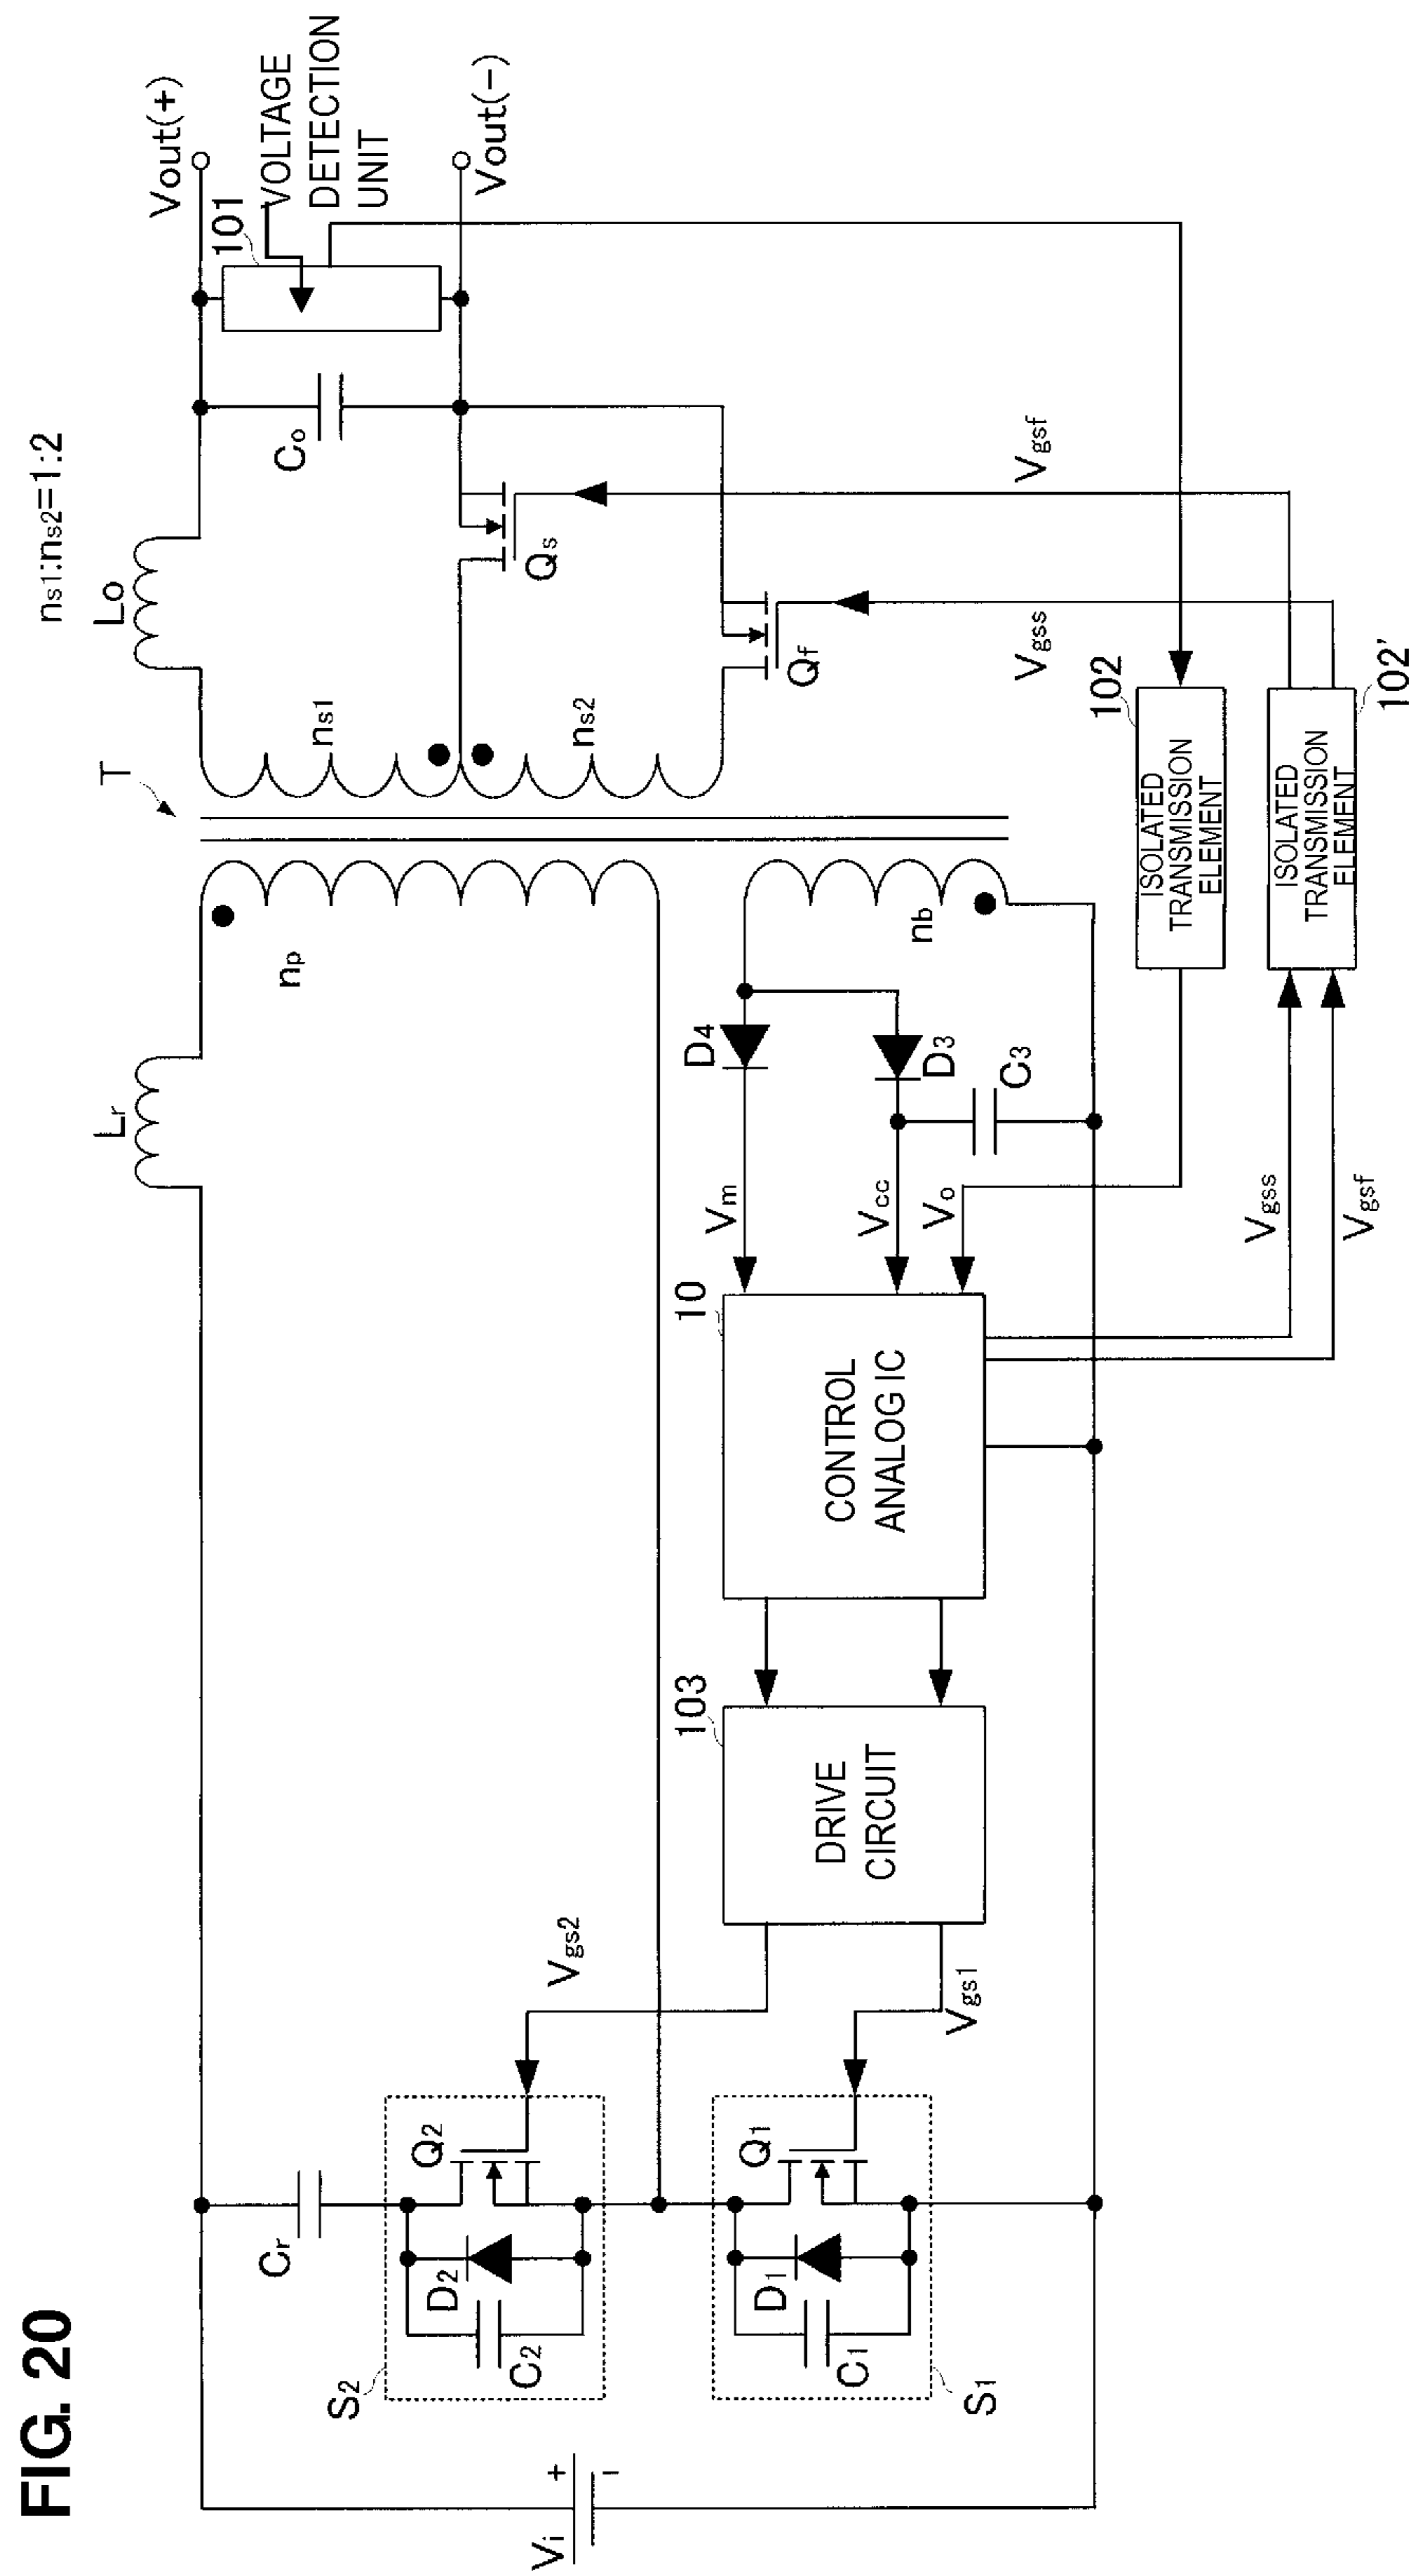 FIG. 20
ns1:ns2=1:2
T
Lr
Lo
Vout(+)
101
VOLTAGE
DETECTION
UNIT
Co
Vout(−)
np
ns1
ns2
Qs
Qf
Vgsf
Vgss
Vi
+
−
Cr
S2
Q2
D2
C2
Vgs2
S1
Q1
D1
C1
Vgs1
103
DRIVE
CIRCUIT
10
CONTROL
ANALOG IC
Vm
Vcc
Vo
D4
D3
C3
nb
102
ISOLATED
TRANSMISSION
ELEMENT
Vgss
Vgsf
102'
ISOLATED
TRANSMISSION
ELEMENT